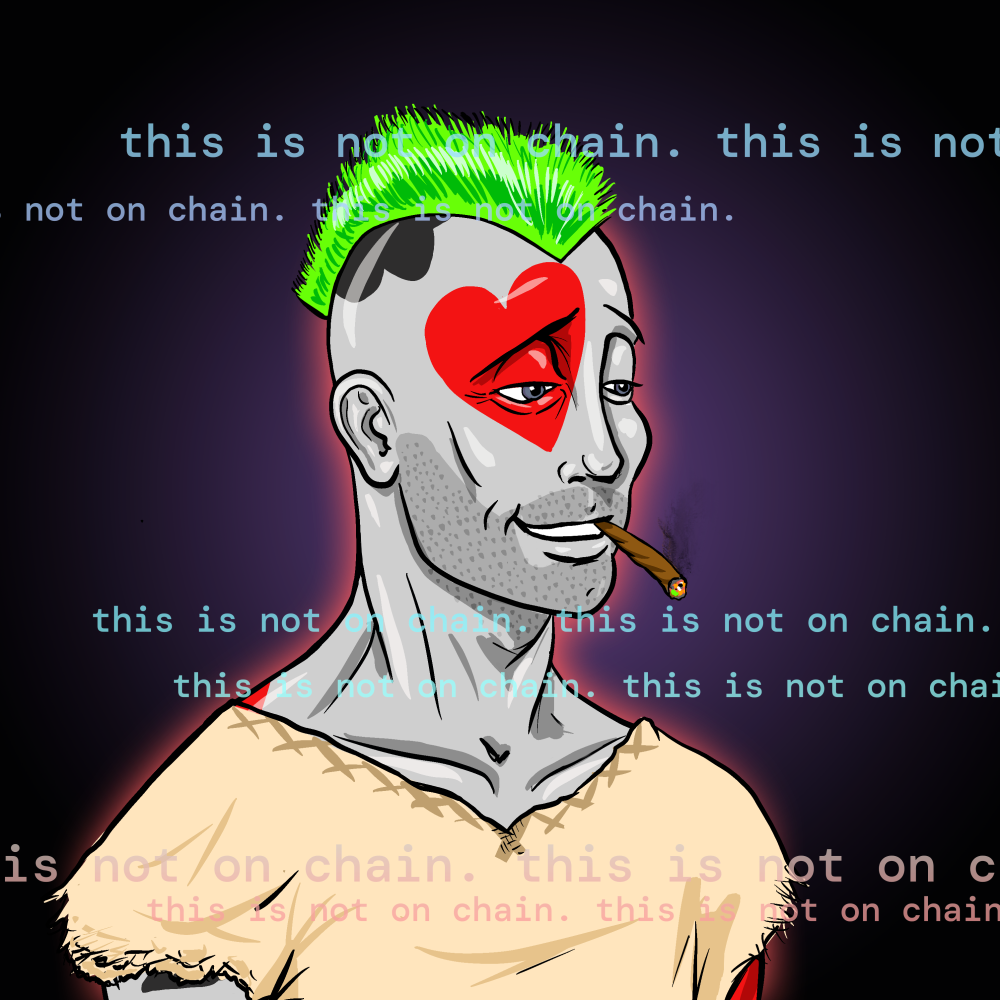 this is not on chain. this is not
not on chain. this is not on chain.
this is not on chain. this is not on chain.
this is not on chain. this is not on chai
is not on chain. this is not on c
this is not on chain. this is not on chain